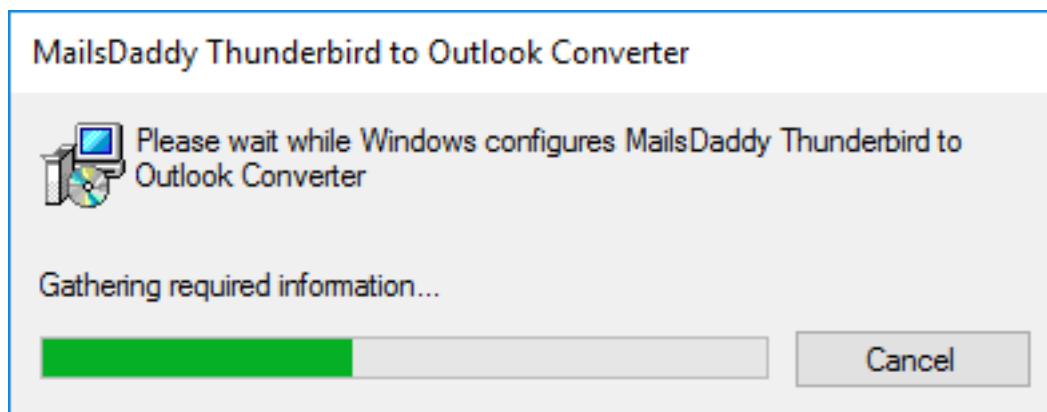 MailsDaddy Thunderbird to Outlook Converter
Please wait while Windows configures MailsDaddy Thunderbird to
Outlook Converter
Gathering required information...
Cancel